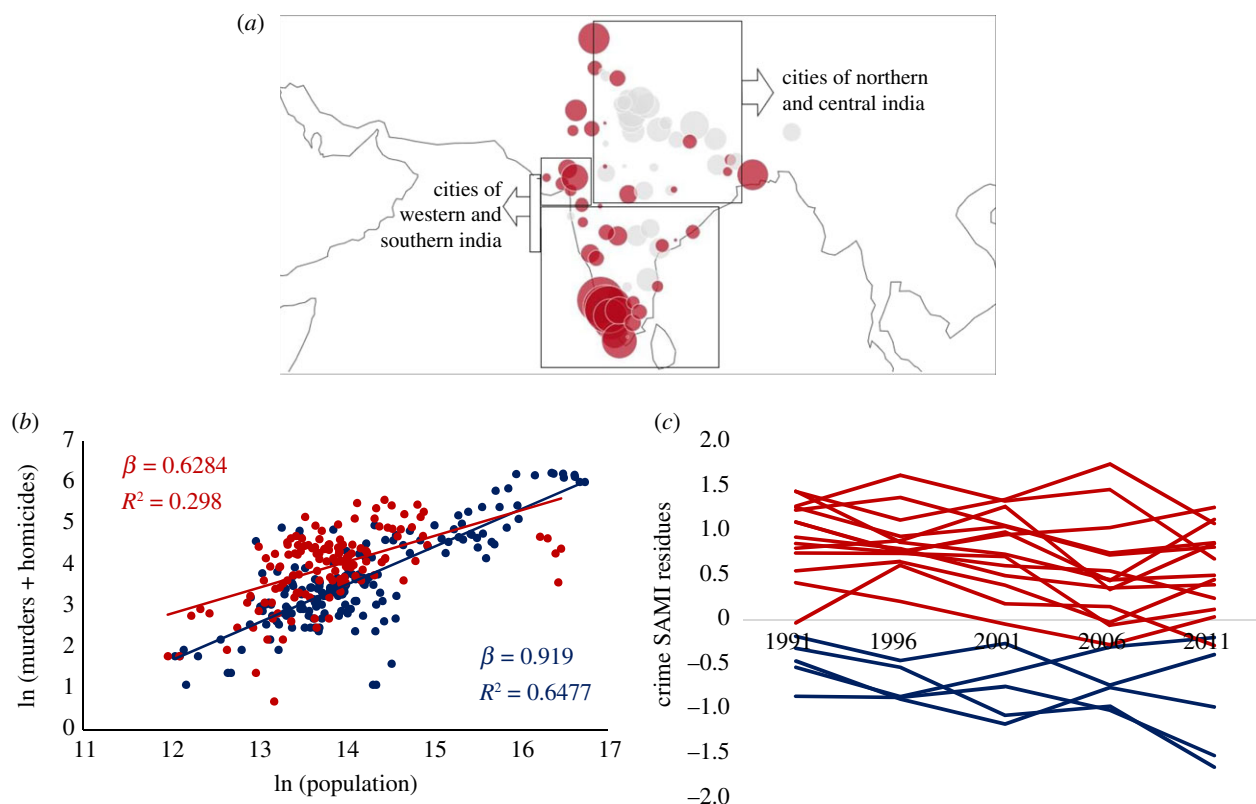 (a)
cities of northern
and central india
cities of
western and
southern india
(b)
7
6
5
4
3
2
1
0
11
12
13
14
15
16
17
ln (murders + homicides)
ln (population)
β = 0.6284
R² = 0.298
β = 0.919
R² = 0.6477
(c)
2.0
1.5
1.0
0.5
0
–0.5
–1.0
–1.5
–2.0
crime SAMI residues
1991
1996
2001
2006
2011